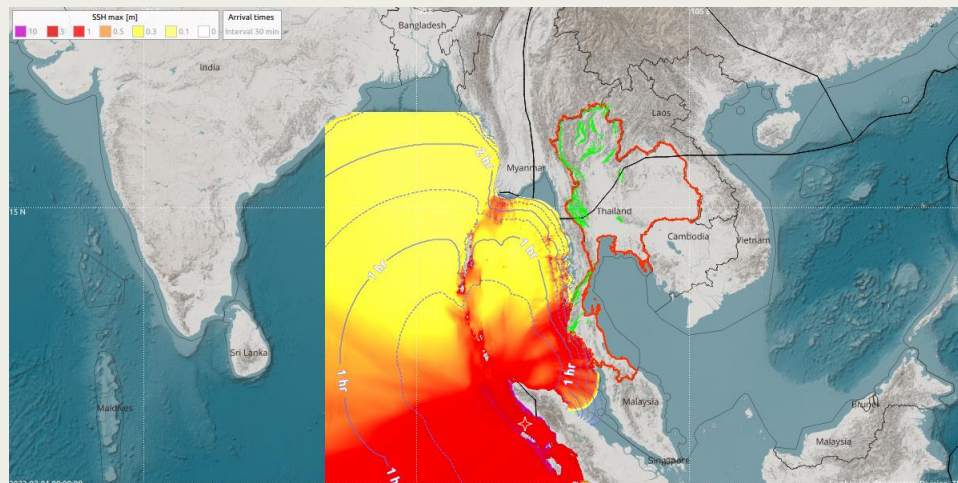 SSH max [m]
10 5 1 0.5 0.3 0.1 0
Arrival times
Interval 30 min
Bangladesh
India
Laos
Myanmar
2 hr
15 N
Thailand
1 hr
1 hr
Cambodia
Vietnam
Sri Lanka
1 hr
1 hr
Maldives
Malaysia
Brunei
Malaysia
Singapore
1 hr
1 hr